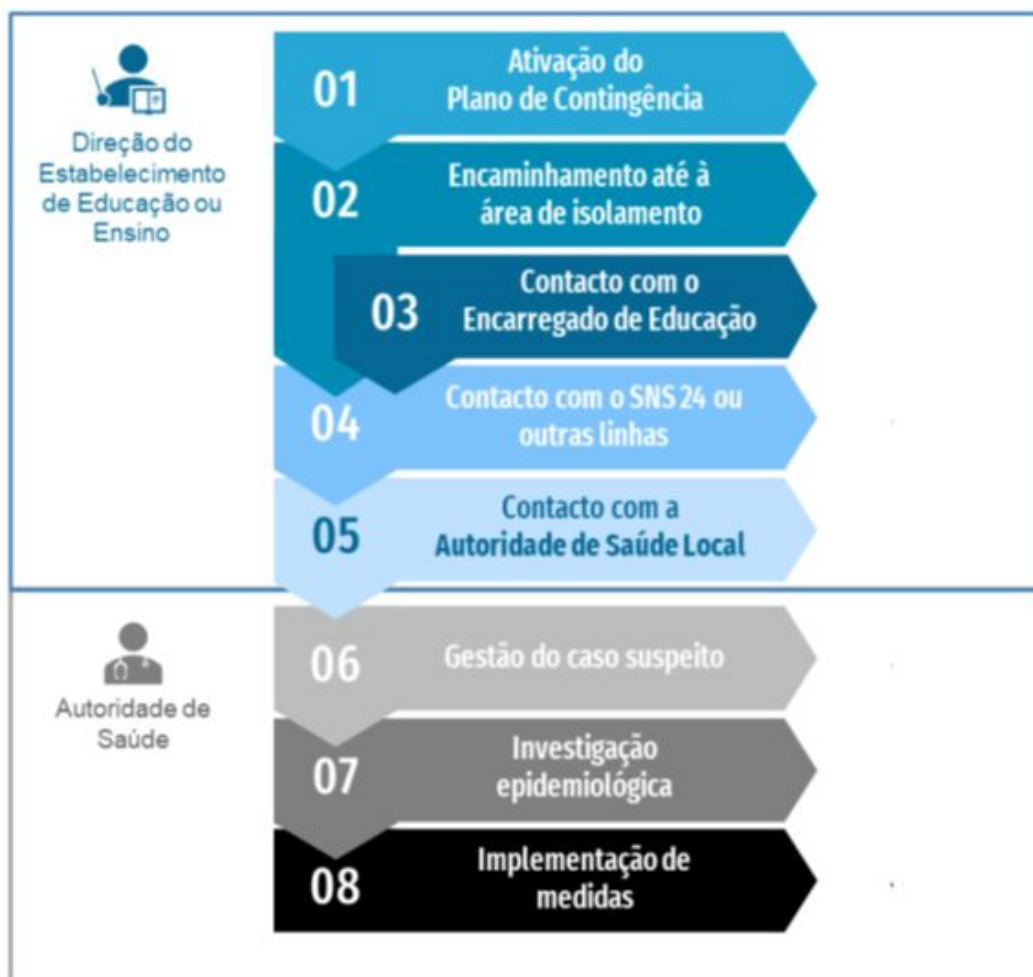 Direção do
Estabelecimento
de Educação ou
Ensino
01
Ativação do
Plano de Contingência
02
Encaminhamento até à
área de isolamento
03
Contacto com o
Encarregado de Educação
04
Contacto com o SNS 24 ou
outras linhas
05
Contacto com a
Autoridade de Saúde Local
Autoridade de
Saúde
06
Gestão do caso suspeito
07
Investigação
epidemiológica
08
Implementação de
medidas